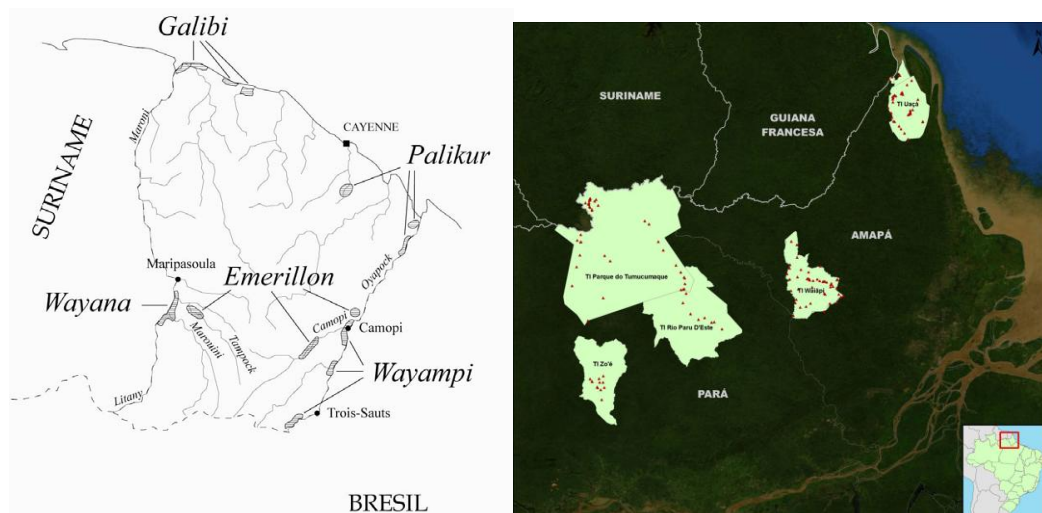 Galibi
SURINAME
Maroni
CAYENNE
Palikur
Maripasoula
Emerillon
Oyapock
Wayana
Camopi
Camopi
Marouini
Tampock
Wayampi
Litany
Trois-Sauts
BRESIL
SURINAME
GUIANA
FRANCESA
TI Uaçá
AMAPÁ
TI Parque do Tumucumaque
TI Waiãpi
TI Rio Paru D'Este
TI Zo'é
PARÁ